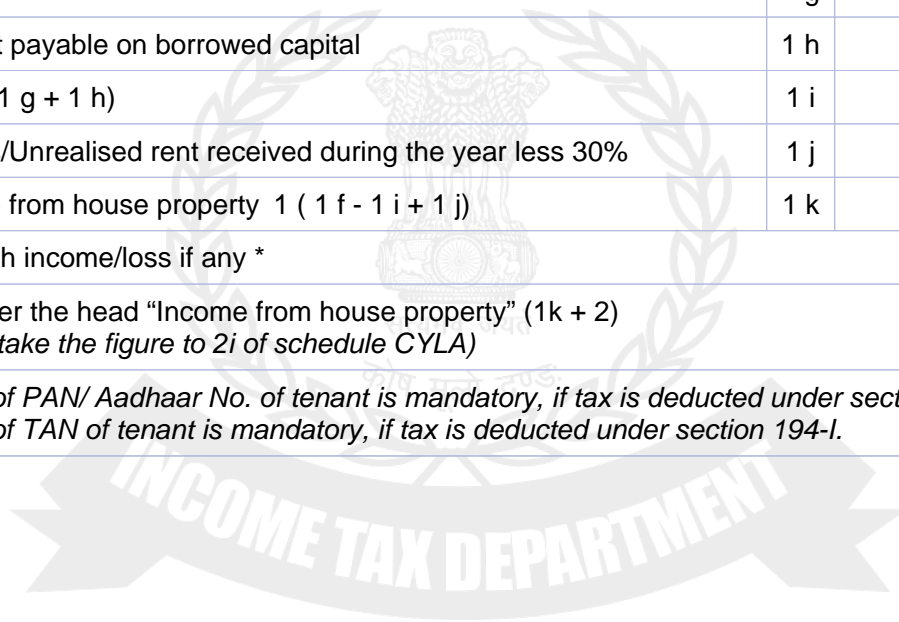 g
t payable on borrowed capital 1 h
1 g + 1 h) 1 i
/Unrealised rent received during the year less 30% 1 j
from house property 1 ( 1 f - 1 i + 1 j) 1 k
h income/loss if any *
er the head “Income from house property” (1k + 2)
take the figure to 2i of schedule CYLA)
सत्यमेव जयते
कोष मूलो दण्डः
of PAN/ Aadhaar No. of tenant is mandatory, if tax is deducted under sect
of TAN of tenant is mandatory, if tax is deducted under section 194-I.
INCOME TAX DEPARTMENT